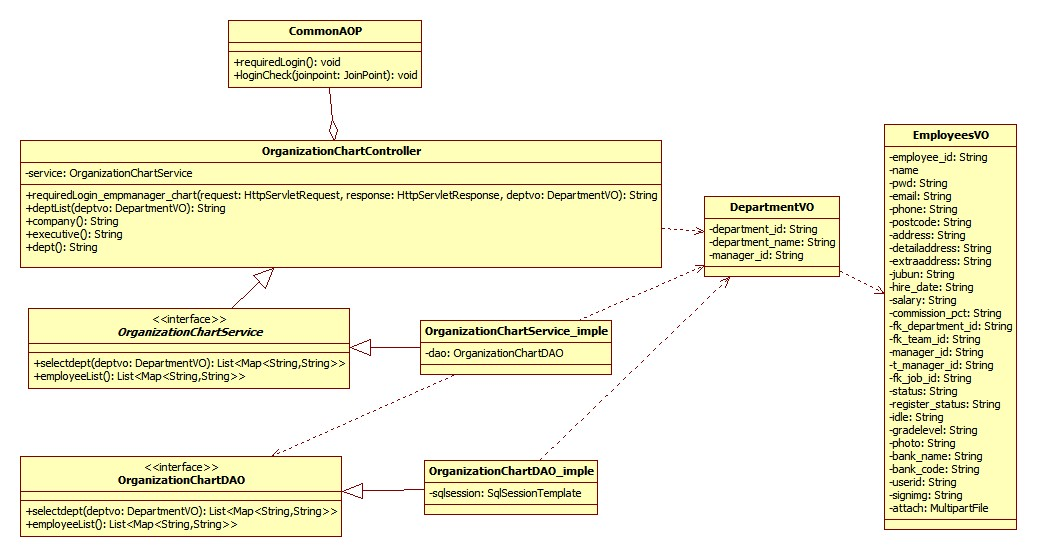 CommonAOP
+requiredLogin(): void
+loginCheck(joinpoint: JoinPoint): void
OrganizationChartController
-service: OrganizationChartService
+requiredLogin_empmanager_chart(request: HttpServletRequest, response: HttpServletResponse, deptvo: DepartmentVO): String
+deptList(deptvo: DepartmentVO): String
+company(): String
+executive(): String
+dept(): String
<<interface>>
OrganizationChartService
+selectdept(deptvo: DepartmentVO): List<Map<String,String>>
+employeeList(): List<Map<String,String>>
OrganizationChartService_imple
-dao: OrganizationChartDAO
<<interface>>
OrganizationChartDAO
+selectdept(deptvo: DepartmentVO): List<Map<String,String>>
+employeeList(): List<Map<String,String>>
OrganizationChartDAO_imple
-sqlsession: SqlSessionTemplate
DepartmentVO
-department_id: String
-department_name: String
-manager_id: String
EmployeesVO
-employee_id: String
-name
-pwd: String
-email: String
-phone: String
-postcode: String
-address: String
-detailaddress: String
-extraaddress: String
-jubun: String
-hire_date: String
-salary: String
-commission_pct: String
-fk_department_id: String
-fk_team_id: String
-manager_id: String
-t_manager_id: String
-fk_job_id: String
-status: String
-register_status: String
-idle: String
-gradelevel: String
-photo: String
-bank_name: String
-bank_code: String
-userid: String
-signimg: String
-attach: MultipartFile